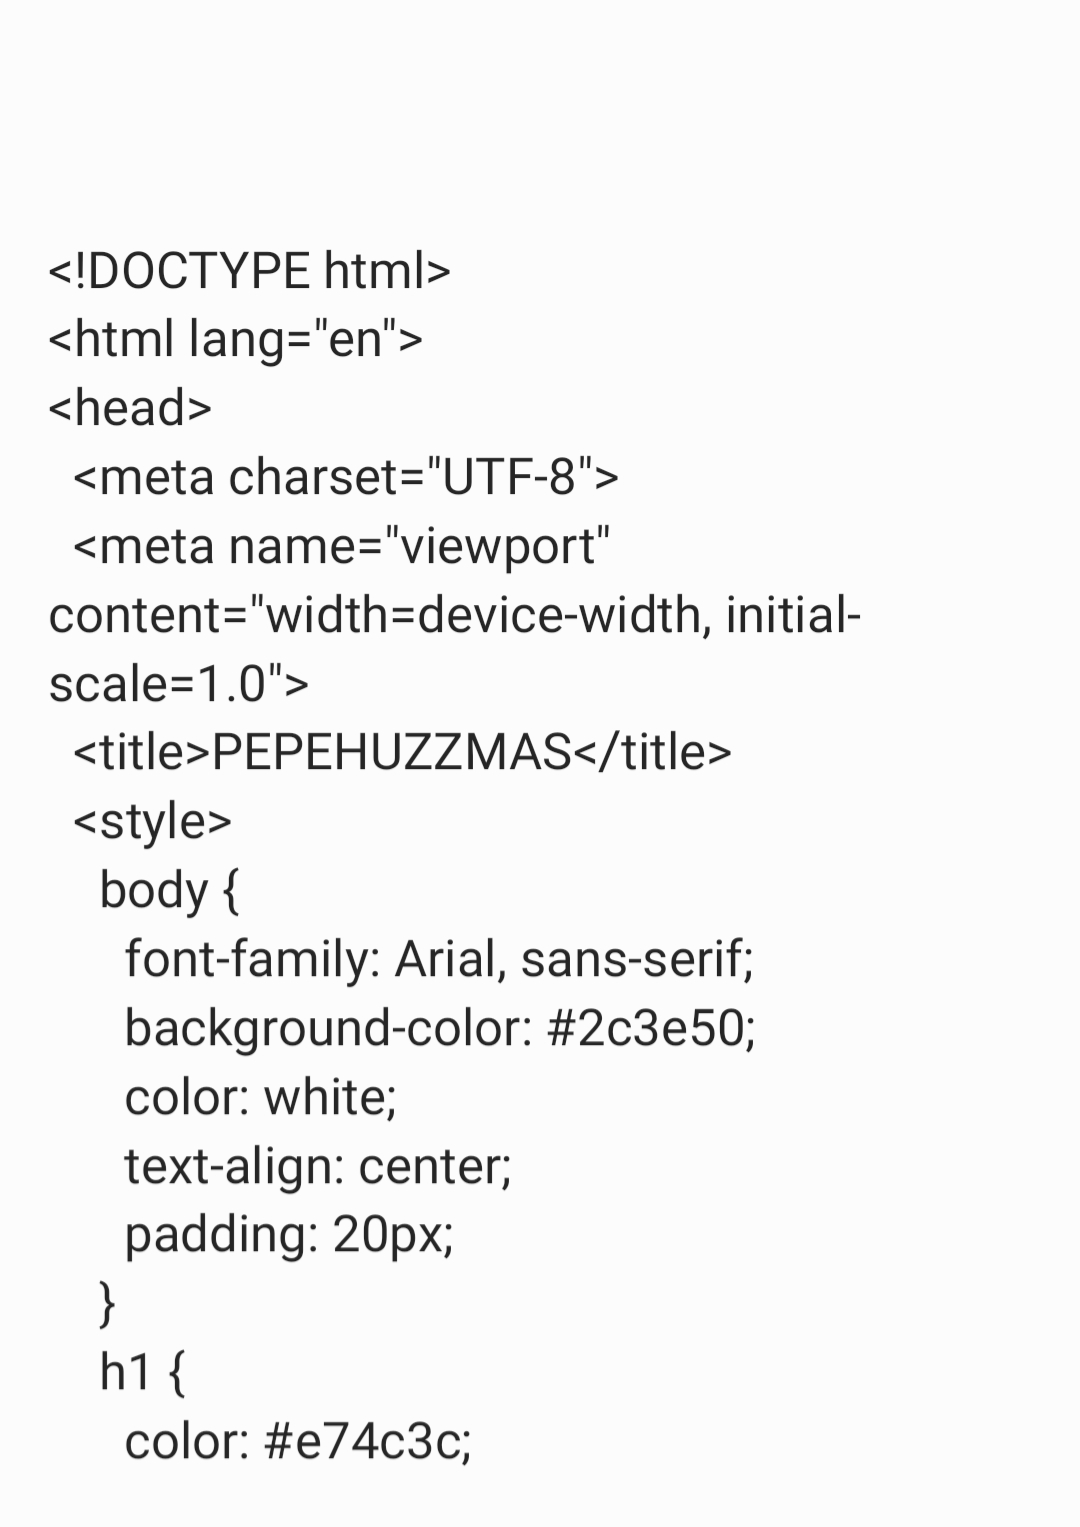 <!DOCTYPE html>
<html lang="en">
<head>
  <meta charset="UTF-8">
  <meta name="viewport"
content="width=device-width, initial-
scale=1.0">
  <title>PEPEHUZZMAS</title>
  <style>
    body {
      font-family: Arial, sans-serif;
      background-color: #2c3e50;
      color: white;
      text-align: center;
      padding: 20px;
    }
    h1 {
      color: #e74c3c;